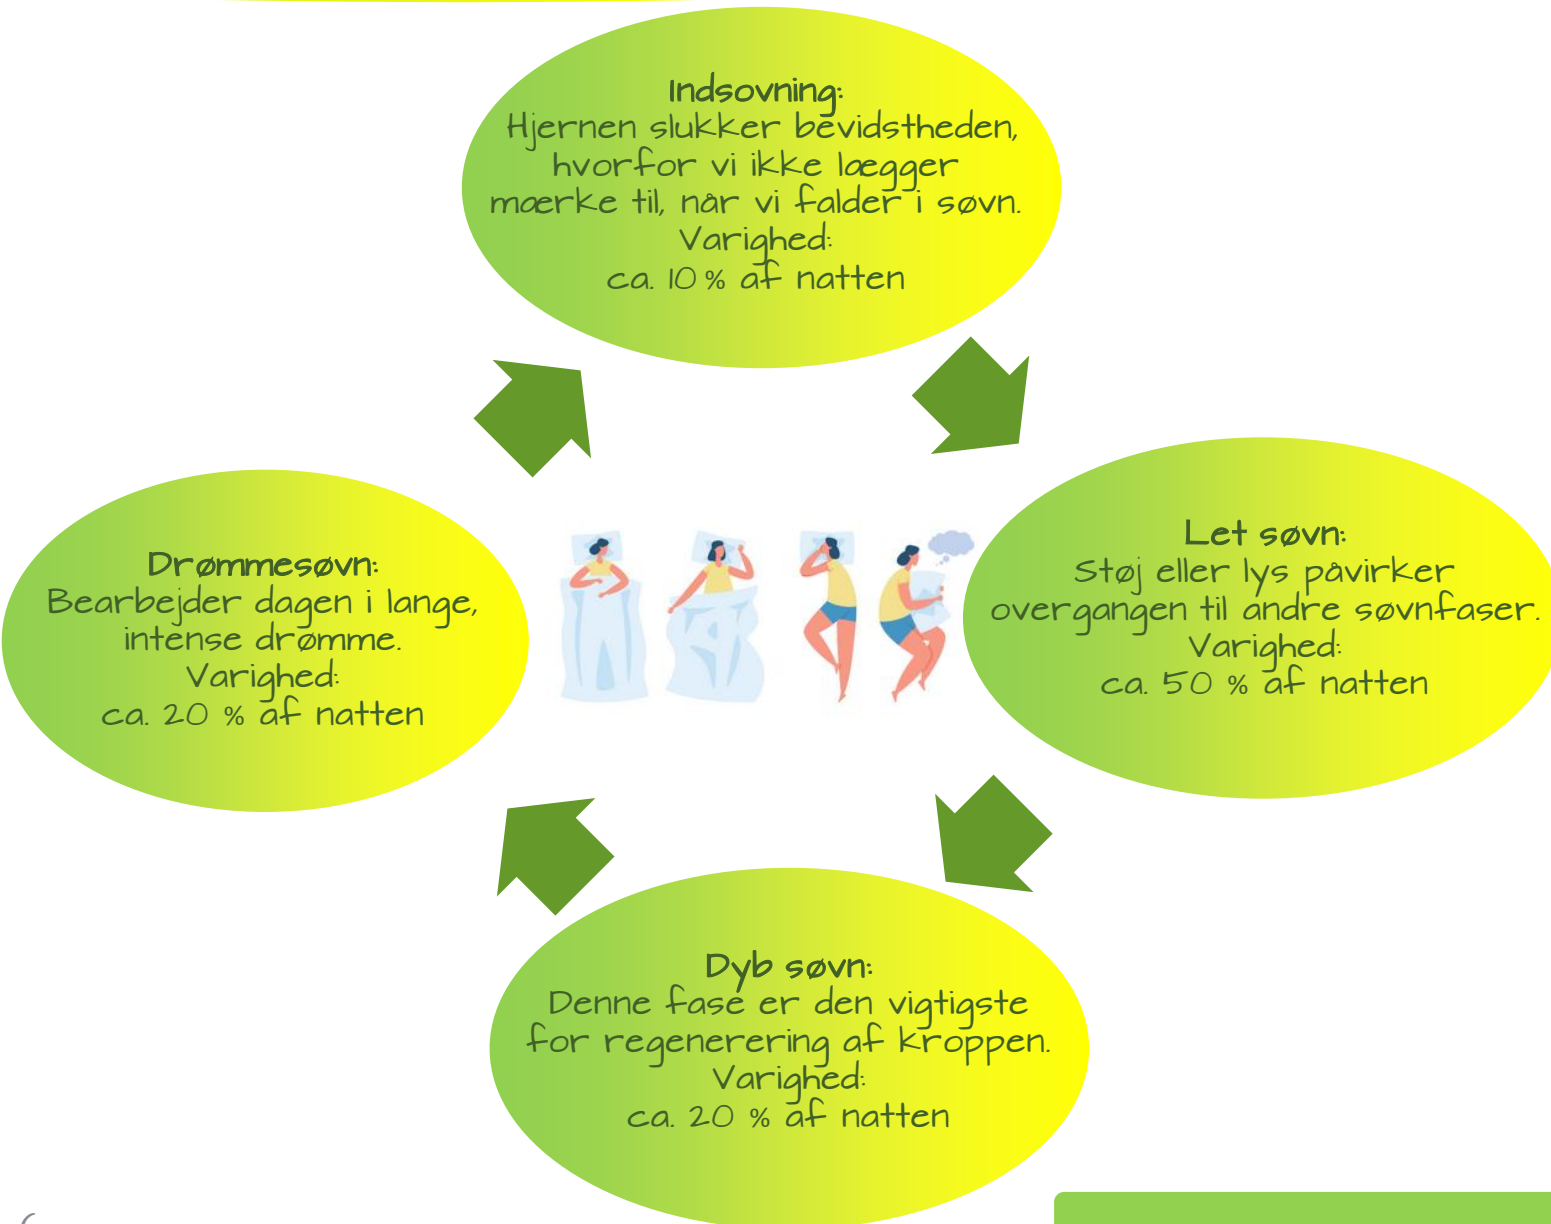 Indsovning:
Hjernen slukker bevidstheden,
hvorfor vi ikke lægger
mærke til, når vi falder i søvn.
Varighed:
ca. 10 % af natten
Let søvn:
Støj eller lys påvirker
overgangen til andre søvnfaser.
Varighed:
ca. 50 % af natten
Dyb søvn:
Denne fase er den vigtigste
for regenerering af kroppen.
Varighed:
ca. 20 % af natten
Drømmesøvn:
Bearbejder dagen i lange,
intense drømme.
Varighed:
ca. 20 % af natten